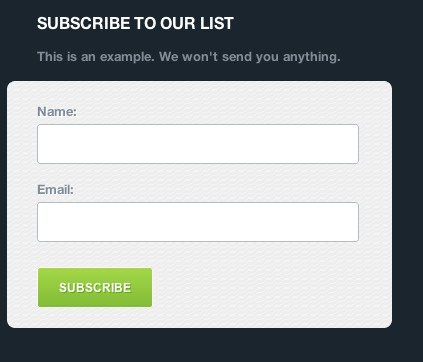 SUBSCRIBE TO OUR LIST
This is an example. We won't send you anything.
Name:
Email:
SUBSCRIBE